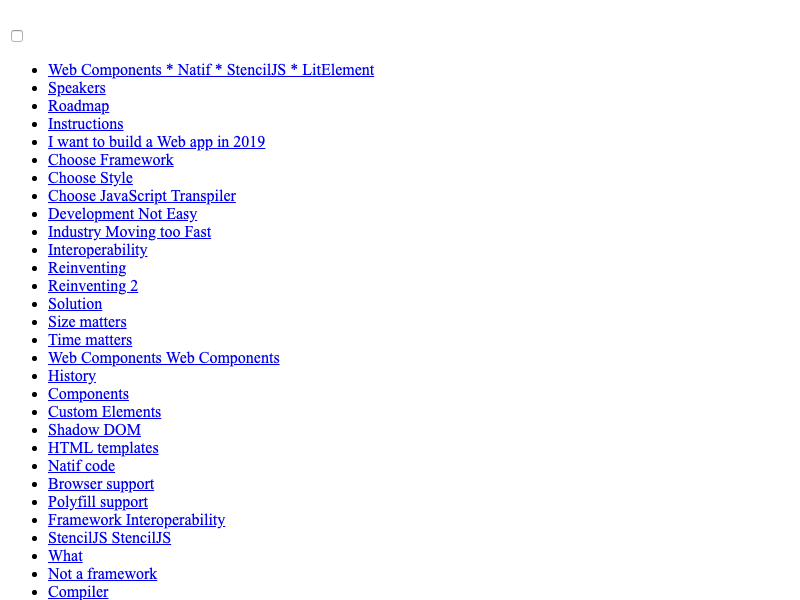 Web Components * Natif * StencilJS * LitElement
Speakers
Roadmap
Instructions
I want to build a Web app in 2019
Choose Framework
Choose Style
Choose JavaScript Transpiler
Development Not Easy
Industry Moving too Fast
Interoperability
Reinventing
Reinventing 2
Solution
Size matters
Time matters
Web Components Web Components
History
Components
Custom Elements
Shadow DOM
HTML templates
Natif code
Browser support
Polyfill support
Framework Interoperability
StencilJS StencilJS
What
Not a framework
Compiler